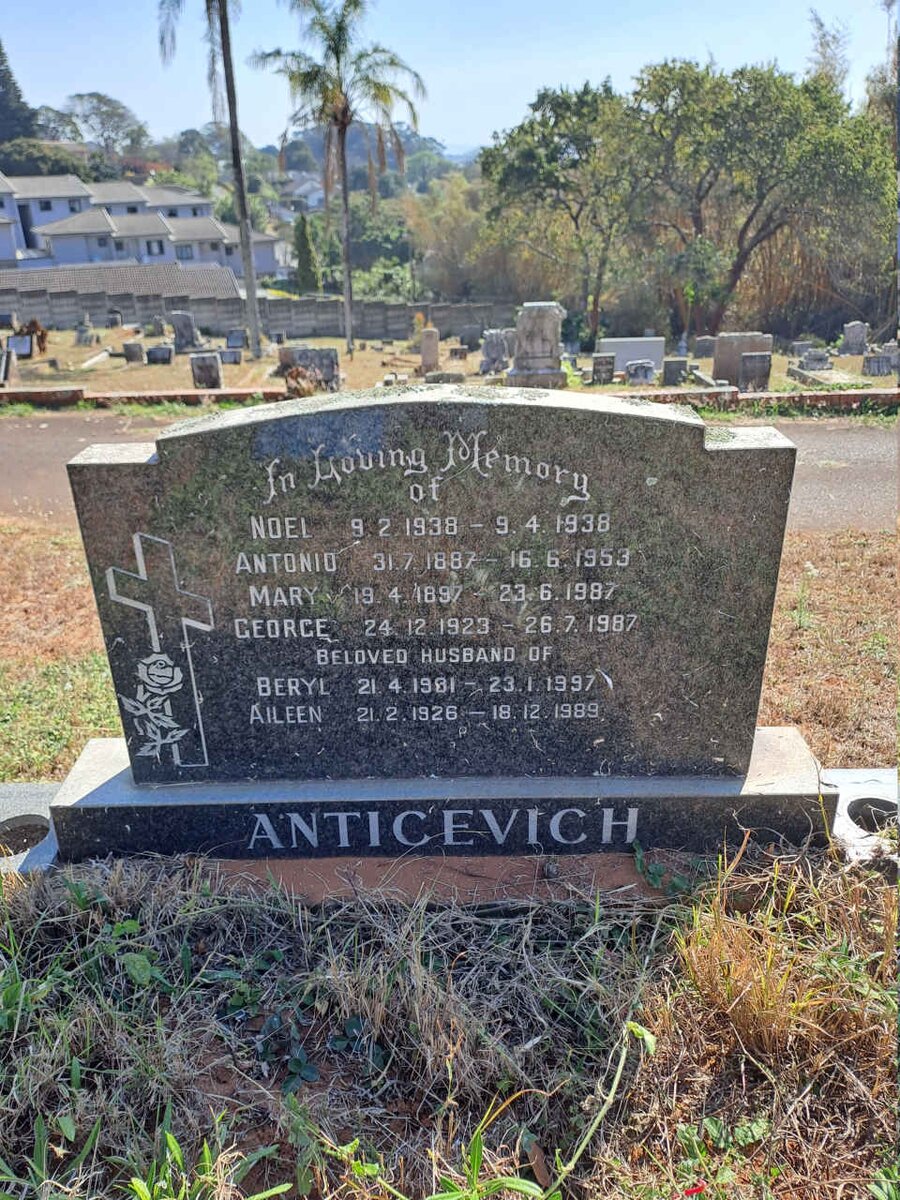 In Loving Memory
of
NOEL 9.2.1938 – 9.4.1938
ANTONIO 31.7.1887 – 16.6.1953
MARY 19.4.1897 – 23.6.1987
GEORGE 24.12.1923 – 26.7.1987
BELOVED HUSBAND OF
BERYL 21.4.1981 – 23.1.1997
AILEEN 21.2.1926 – 18.12.1989
ANTICEVICH